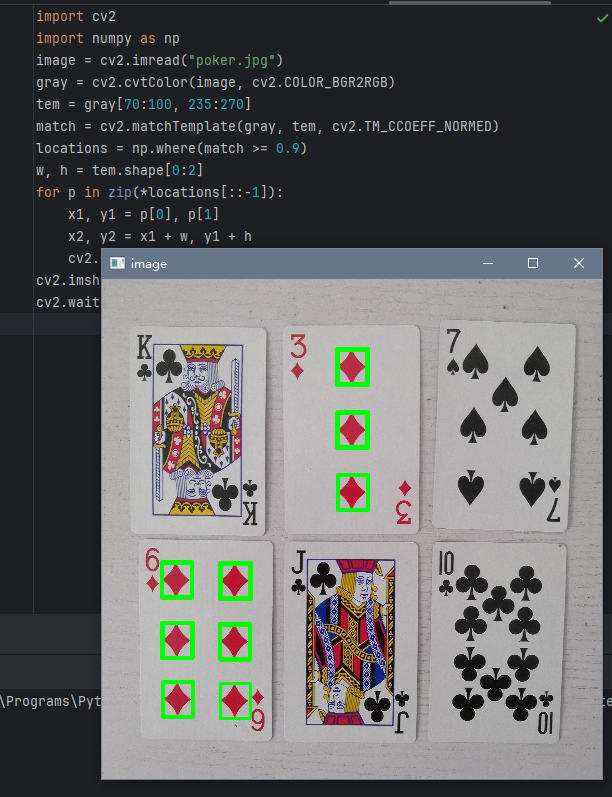 import cv2
import numpy as np
image = cv2.imread("poker.jpg")
gray = cv2.cvtColor(image, cv2.COLOR_BGR2RGB)
tem = gray[70:100, 235:270]
match = cv2.matchTemplate(gray, tem, cv2.TM_CCOEFF_NORMED)
locations = np.where(match >= 0.9)
w, h = tem.shape[0:2]
for p in zip(*locations[::-1]):
x1, y1 = p[0], p[1]
x2, y2 = x1 + w, y1 + h
cv2.
cv2.imsh
cv2.wait
image
K
3
7
K
3
7
6
J
10
6
J
10
\Programs\Pyt